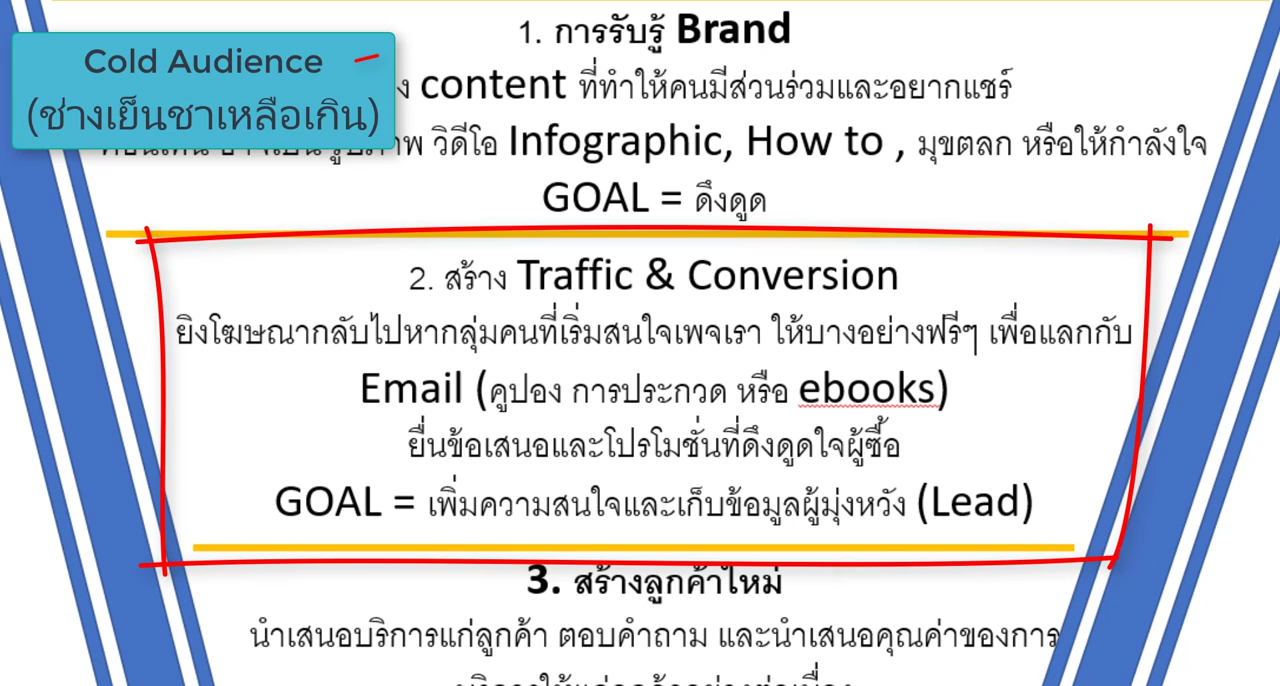 1. การรับรู้ Brand
Cold Audience
(ช่างเย็นชาเหลือเกิน)
content ที่ทำให้คนมีส่วนร่วมและอยากแชร์
วิดีโอ Infographic, How to , มุขตลก หรือให้กำลังใจ
GOAL = ดึงดูด
2. สร้าง Traffic & Conversion
ยิงโฆษณากลับไปหากลุ่มคนที่เริ่มสนใจเพจเรา ให้บางอย่างฟรีๆ เพื่อแลกกับ
Email (คูปอง การประกวด หรือ ebooks)
ยื่นข้อเสนอและโปรโมชั่นที่ดึงดูดใจผู้ซื้อ
GOAL = เพิ่มความสนใจและเก็บข้อมูลผู้มุ่งหวัง (Lead)
3. สร้างลูกค้าใหม่
นำเสนอบริการแก่ลูกค้า ตอบคำถาม และนำเสนอคุณค่าของการ